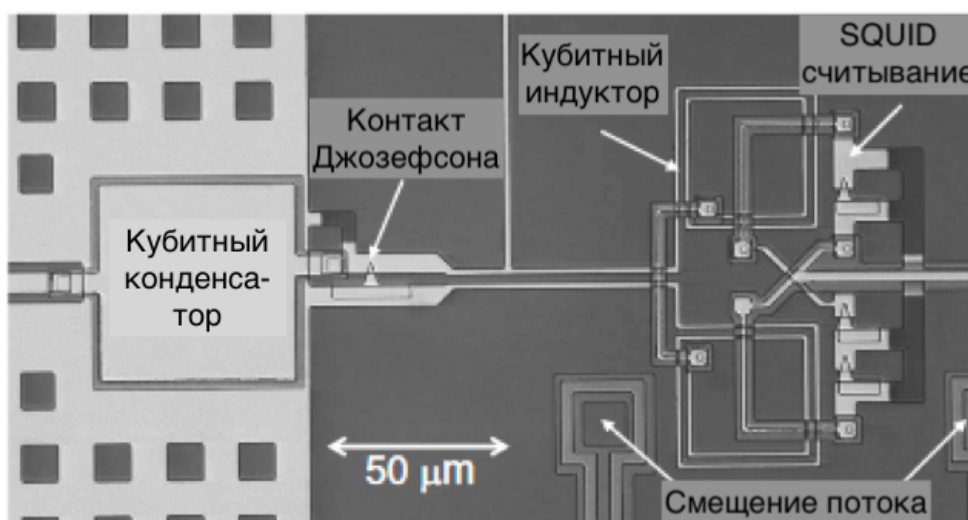 SQUID
считывание
Кубитный
индуктор
Контакт
Джозефсона
Кубитный
конденса-
тор
50 μm
Смещение потока